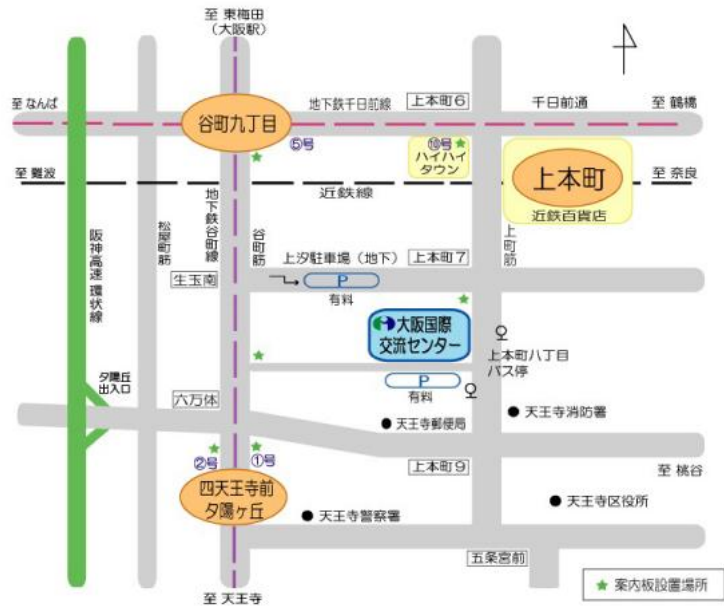 至 東梅田
(大阪駅)
至 なんば
地下鉄千日前線
上本町6
千日前通
至 鶴橋
谷町九丁目
⑤号
⑩号
ハイハイ
タウン
上本町
近鉄百貨店
至 難波
近鉄線
至 奈良
阪神高速 環状線
松屋町筋
地下鉄谷町線
谷町筋
上町筋
上汐駐車場(地下)
上本町7
生玉南
P
有料
大阪国際
交流センター
上本町八丁目
バス停
夕陽丘
出入口
六万体
P
有料
天王寺郵便局
天王寺消防署
②号
①号
上本町9
至 桃谷
四天王寺前
夕陽ヶ丘
天王寺警察署
天王寺区役所
五条宮前
至 天王寺
★ 案内板設置場所